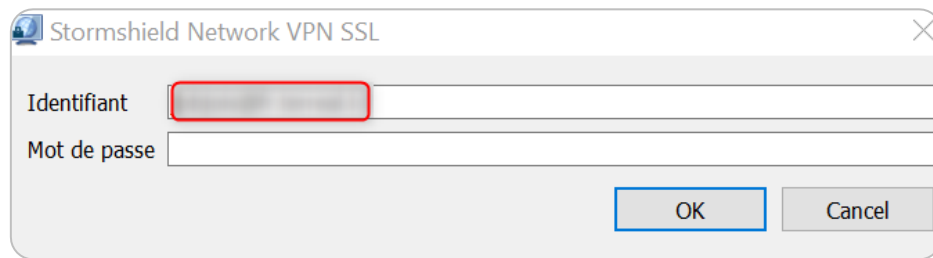 Stormshield Network VPN SSL
Identifiant
Mot de passe
OK Cancel